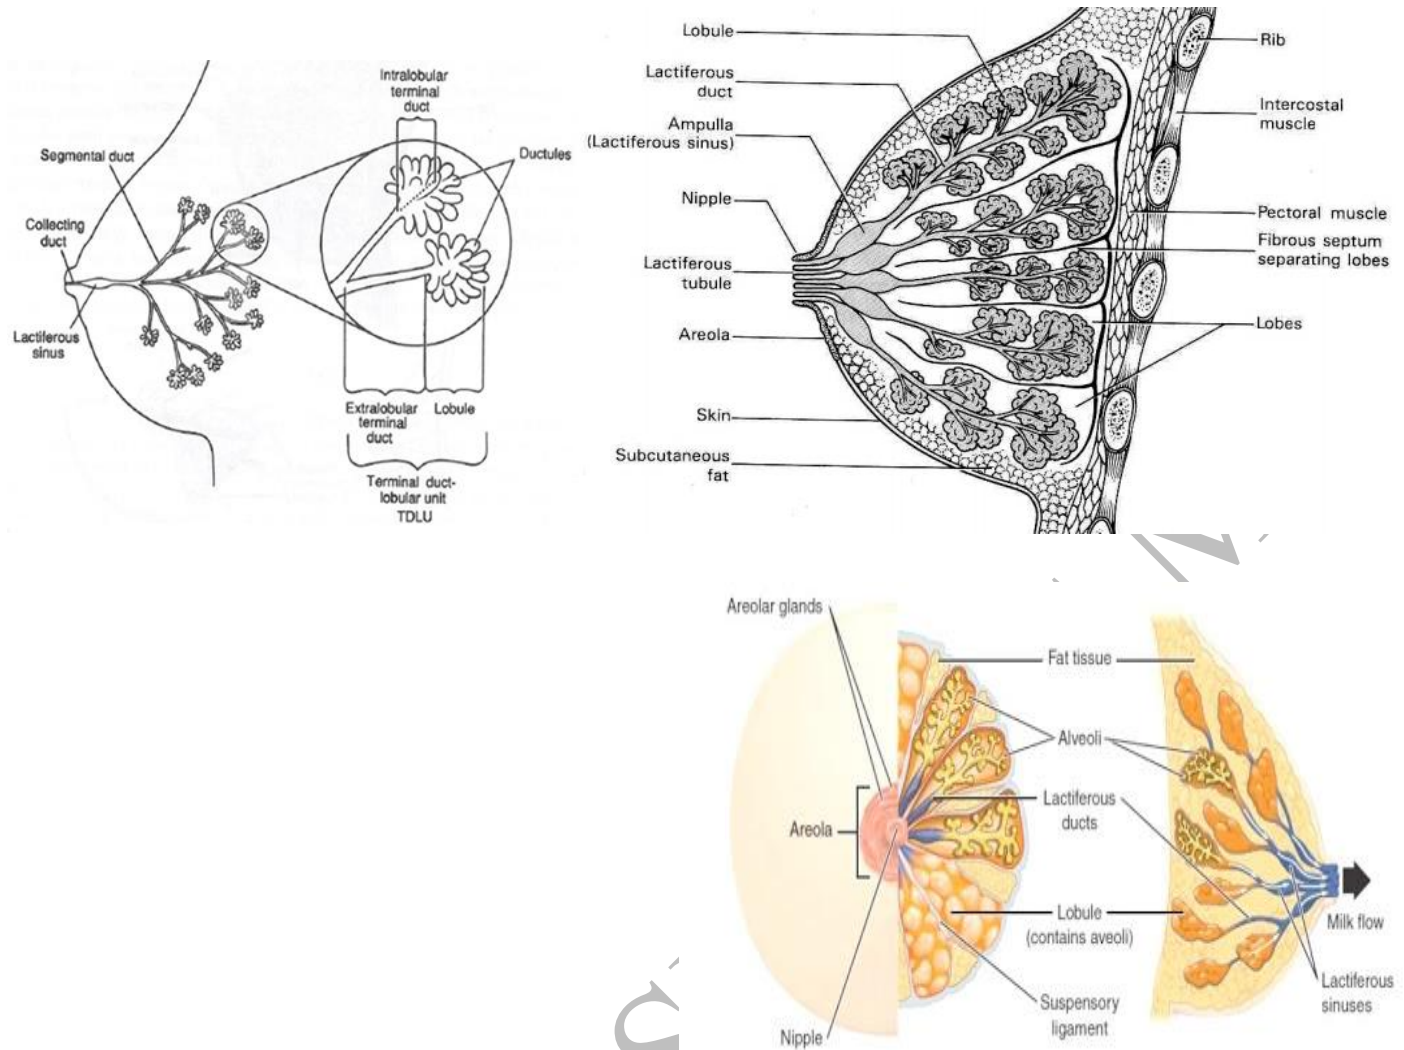 Intralobular
terminal
duct
Segmental duct
Ductules
Collecting
duct
Lactiferous
sinus
Extralobular
terminal
duct
Lobule
Terminal duct-
lobular unit
TDLU
Lobule
Lactiferous
duct
Ampulla
(Lactiferous sinus)
Nipple
Lactiferous
tubule
Areola
Skin
Subcutaneous
fat
Rib
Intercostal
muscle
Pectoral muscle
Fibrous septum
separating lobes
Lobes
Areolar glands
Areola
Nipple
Fat tissue
Alveoli
Lactiferous
ducts
Lobule
(contains aveoli)
Suspensory
ligament
Milk flow
Lactiferous
sinuses